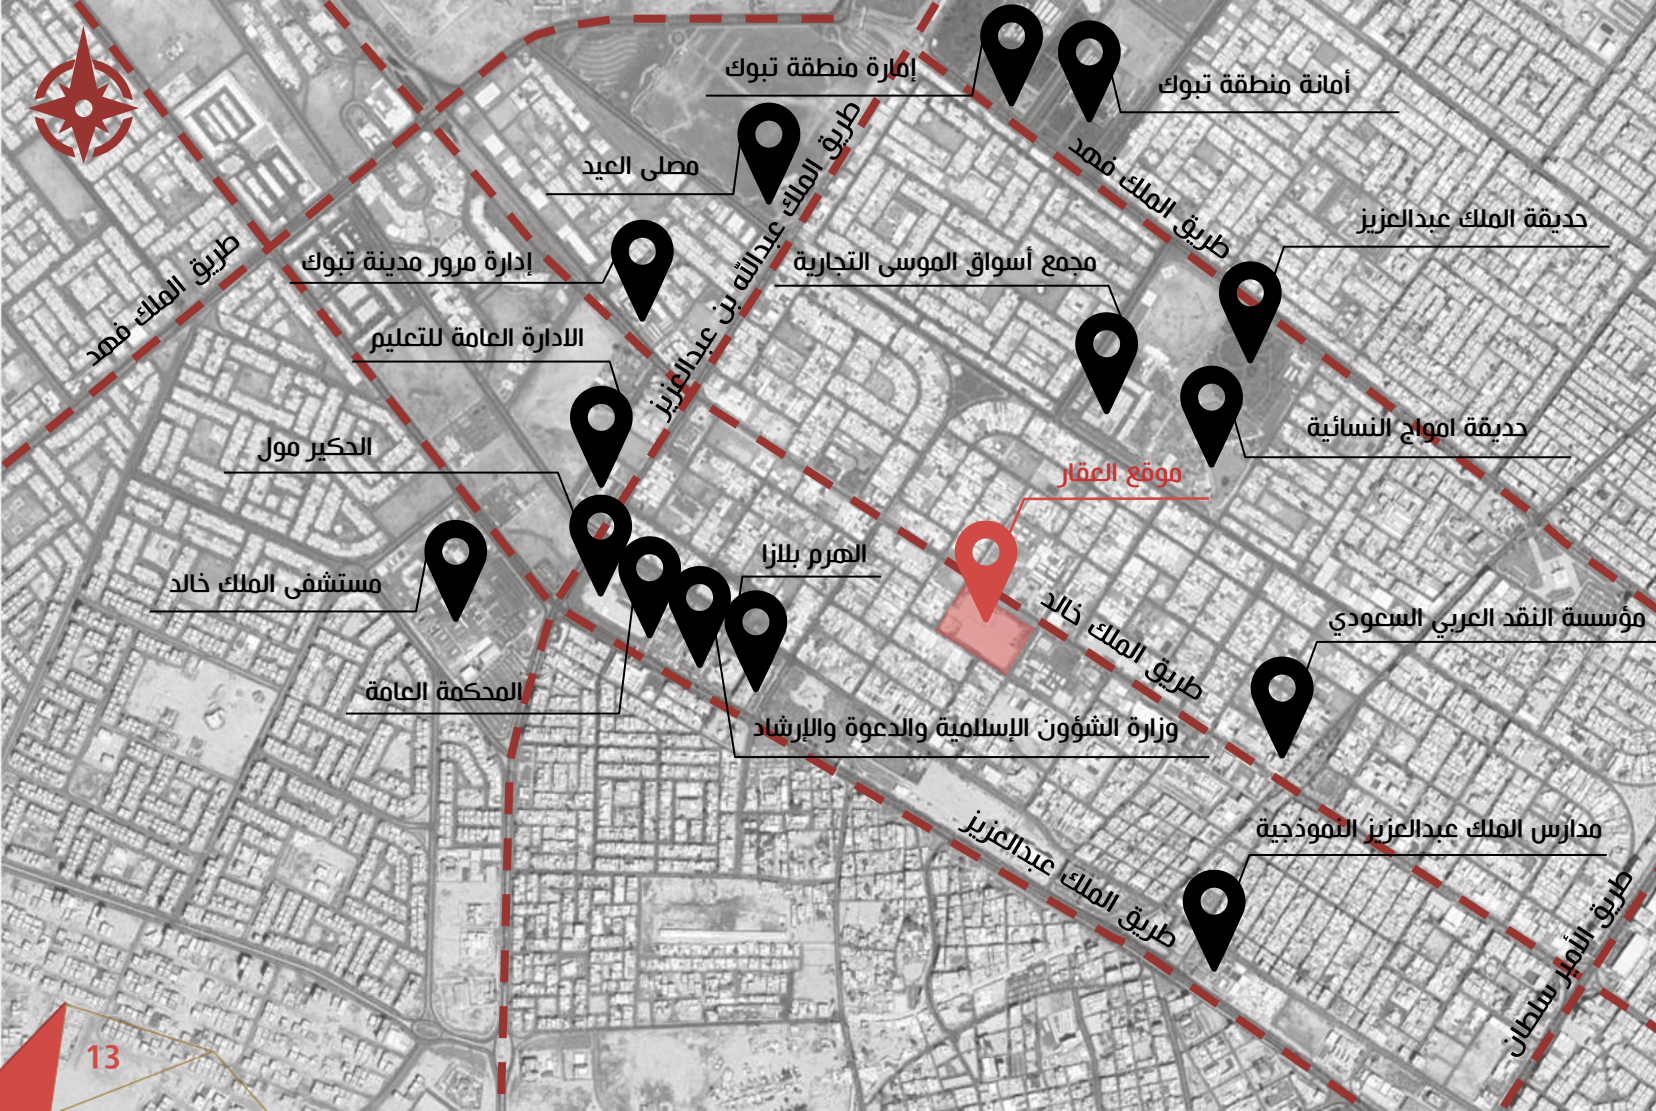 إمارة منطقة تبوك
أمانة منطقة تبوك
مصلى العيد
طريق الملك عبدالله بن عبدالعزيز
طريق الملك فهد
حديقة الملك عبدالعزيز
طريق الملك فهد
إدارة مرور مدينة تبوك
مجمع أسواق الموسى التجارية
الادارة العامة للتعليم
حديقة امواج النسائية
الحكير مول
موقع العقار
الهرم بلازا
مستشفى الملك خالد
طريق الملك خالد
مؤسسة النقد العربي السعودي
المحكمة العامة
وزارة الشؤون الإسلامية والدعوة والإرشاد
مدارس الملك عبدالعزيز النموذجية
طريق الملك عبدالعزيز
طريق الأمير سلطان
13